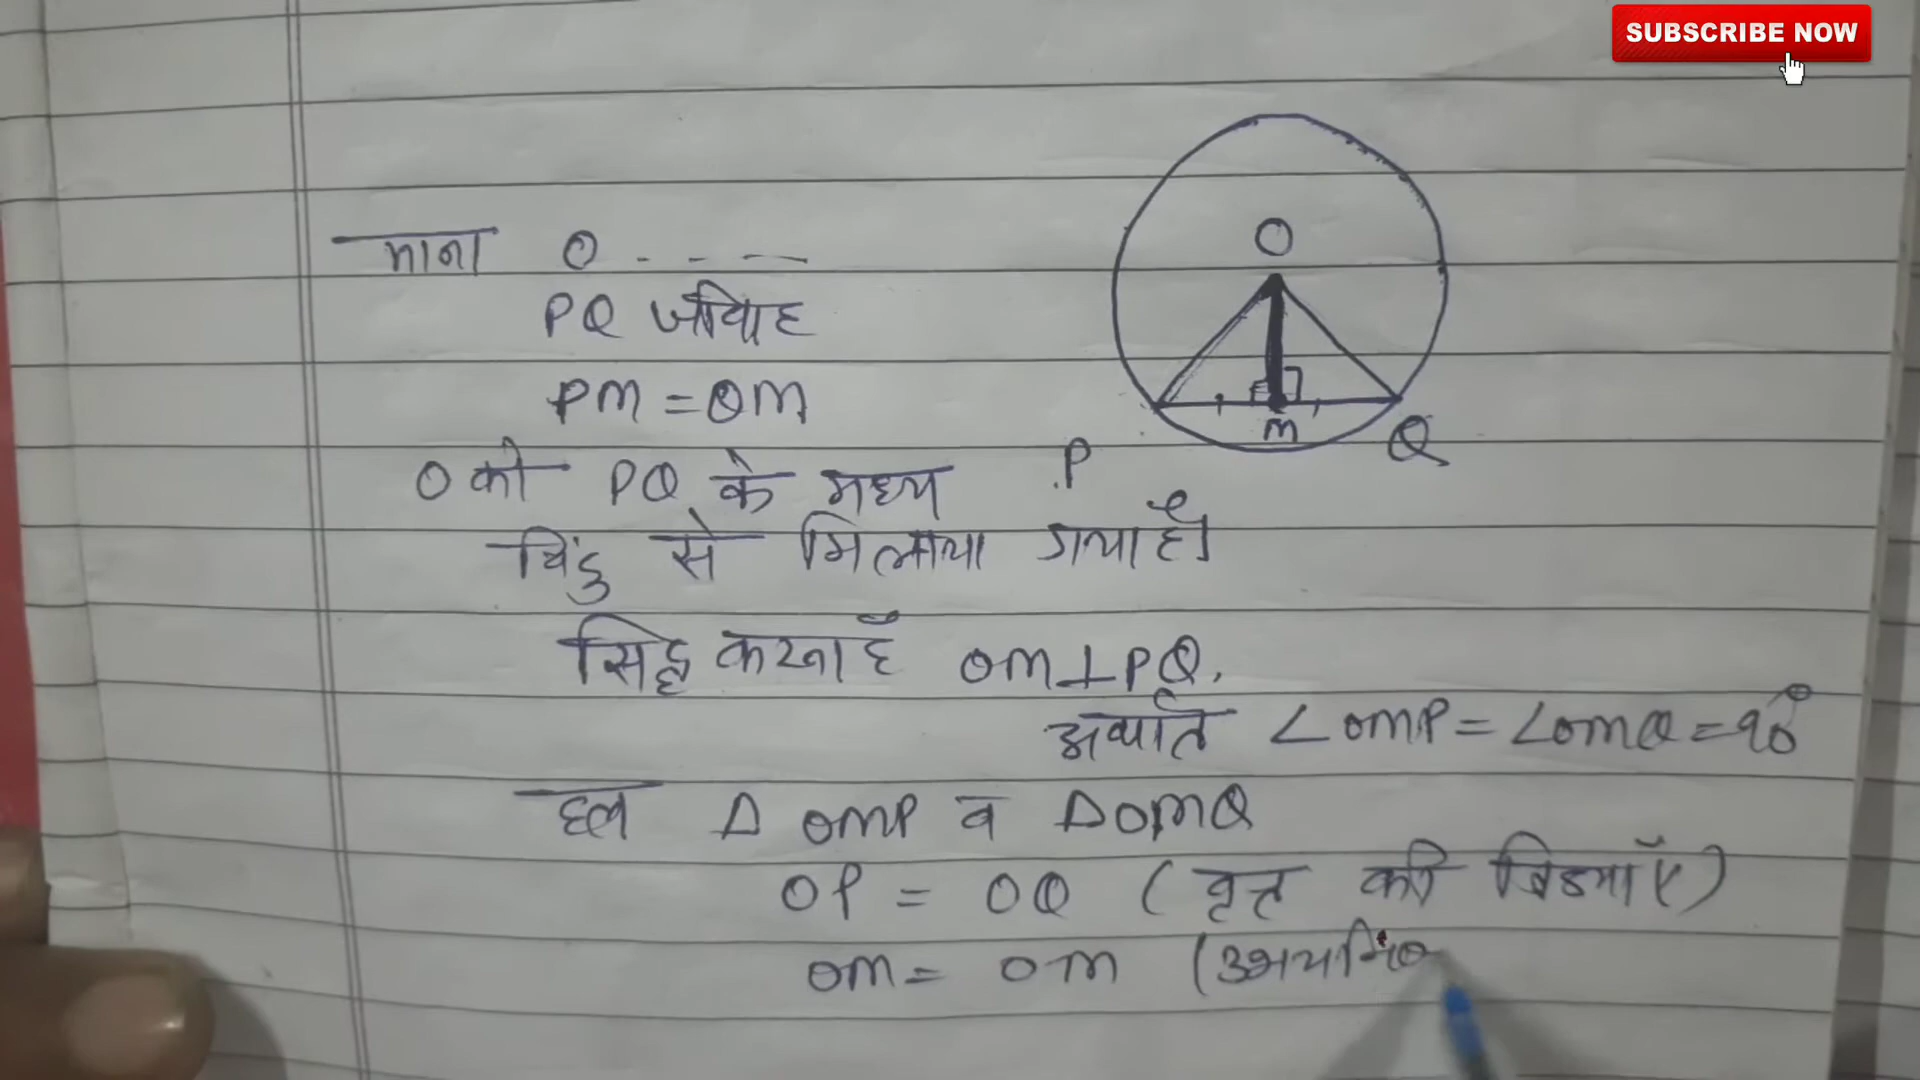 SUBSCRIBE NOW
माना O - - —
PQ जीवा है
PM = QM
O को PQ के मध्य
बिंदु से मिलाया गया है।
सिद्ध करना है OM⊥PQ.
अर्थात ∠OMP = ∠OMQ = 90°
हल Δ OMP व ΔOMQ
OP = OQ (वृत्त की त्रिज्याएँ)
OM = OM (उभयनि
O
M
P
Q